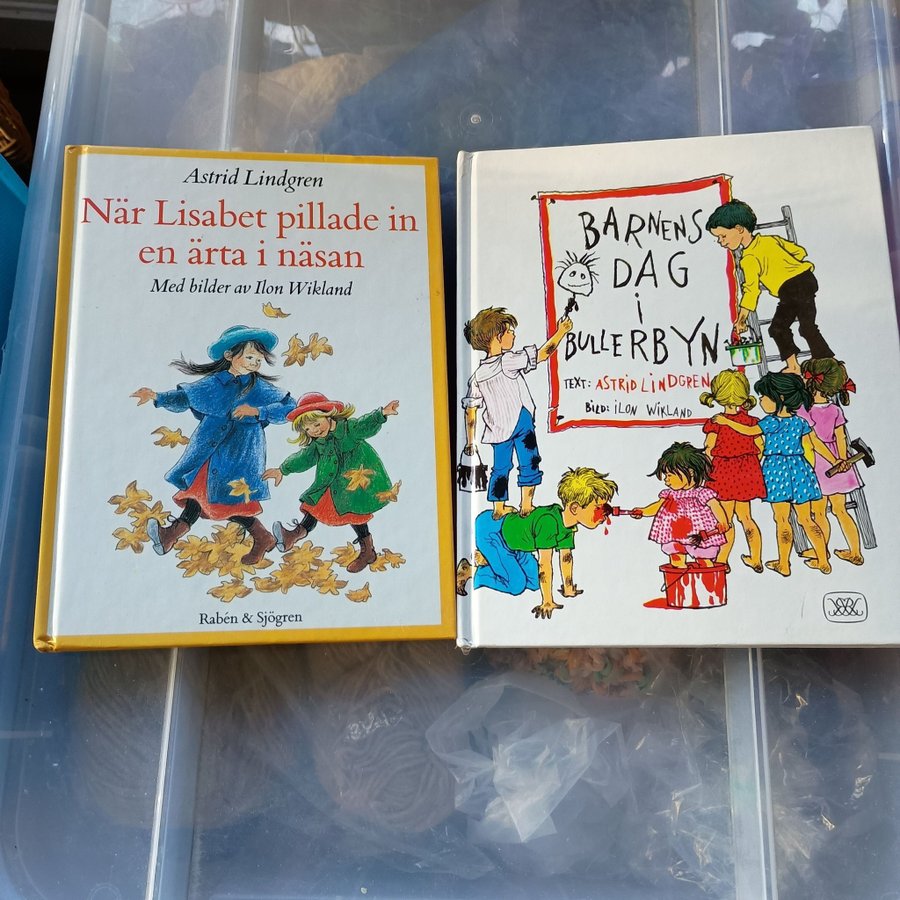 Astrid Lindgren
När Lisabet pillade in
en ärta i näsan
Med bilder av Ilon Wikland
Rabén & Sjögren
BARNENS
DAG
i
BULLERBYN
TEXT: ASTRID LINDGREN
BILD: iLON WIKLAND